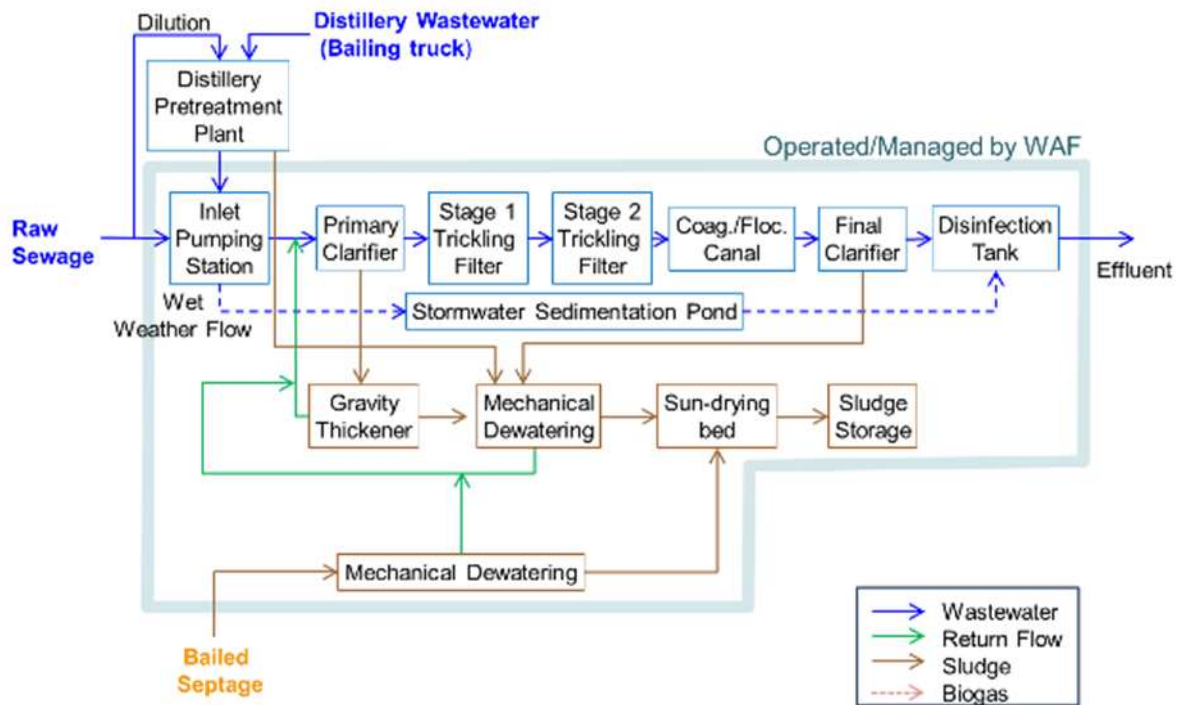 Dilution
Distillery Wastewater
(Bailing truck)
Distillery
Pretreatment
Plant
Operated/Managed by WAF
Raw
Sewage
Inlet
Pumping
Station
Primary
Clarifier
Stage 1
Trickling
Filter
Stage 2
Trickling
Filter
Coag./Floc.
Canal
Final
Clarifier
Disinfection
Tank
Effluent
Wet
Weather Flow
Stormwater Sedimentation Pond
Gravity
Thickener
Mechanical
Dewatering
Sun-drying
bed
Sludge
Storage
Mechanical Dewatering
Bailed
Septage
Wastewater
Return Flow
Sludge
Biogas